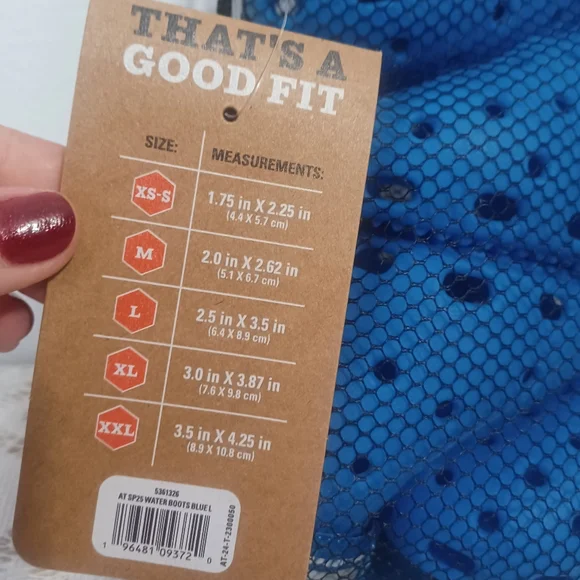 THAT'S A
GOOD FIT
SIZE: MEASUREMENTS:
XS-S 1.75 in X 2.25 in
(4.4 X 5.7 cm)
M 2.0 in X 2.62 in
(5.1 X 6.7 cm)
L 2.5 in X 3.5 in
(6.4 X 8.9 cm)
XL 3.0 in X 3.87 in
(7.6 X 9.8 cm)
XXL 3.5 in X 4.25 in
(8.9 X 10.8 cm)
5361326
AT SP25 WATER BOOTS BLUE L
1 96481 09372 0
AT-24-T-2300050